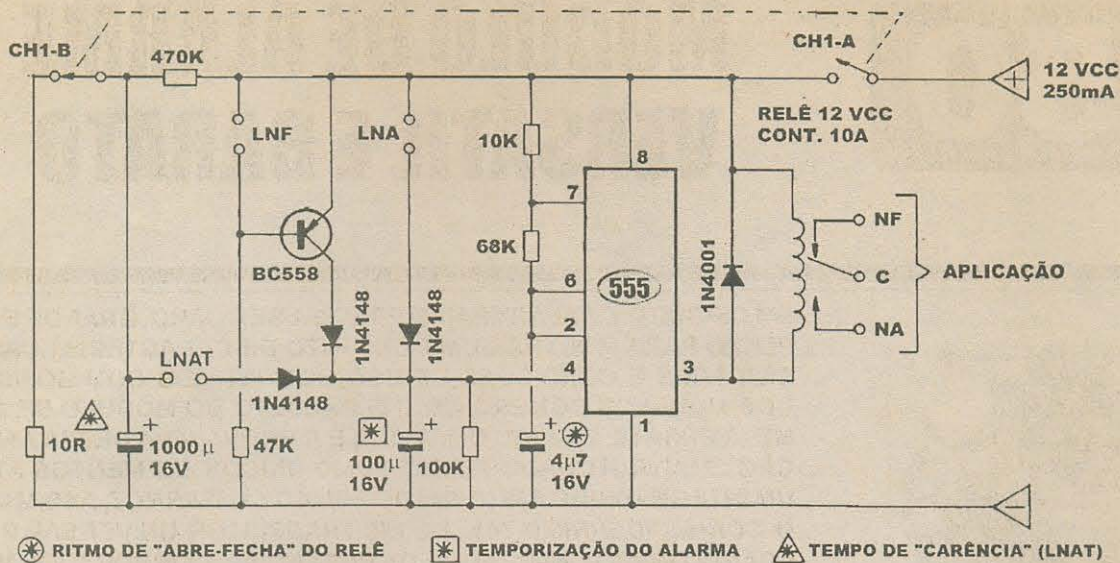 CH1-B
470K
CH1-A
12 VCC
250mA
RELÊ 12 VCC
CONT. 10A
LNF
LNA
10K
8
7
NF
BC558
68K
6
555
1N4001
C
APLICAÇÃO
1N4148
1N4148
2
NA
LNAT
4
3
1N4148
1
10R
+
1000µ
16V
47K
+
100µ
16V
100K
+
4µ7
16V
RITMO DE "ABRE-FECHA" DO RELÊ
TEMPORIZAÇÃO DO ALARMA
TEMPO DE "CARÊNCIA" (LNAT)